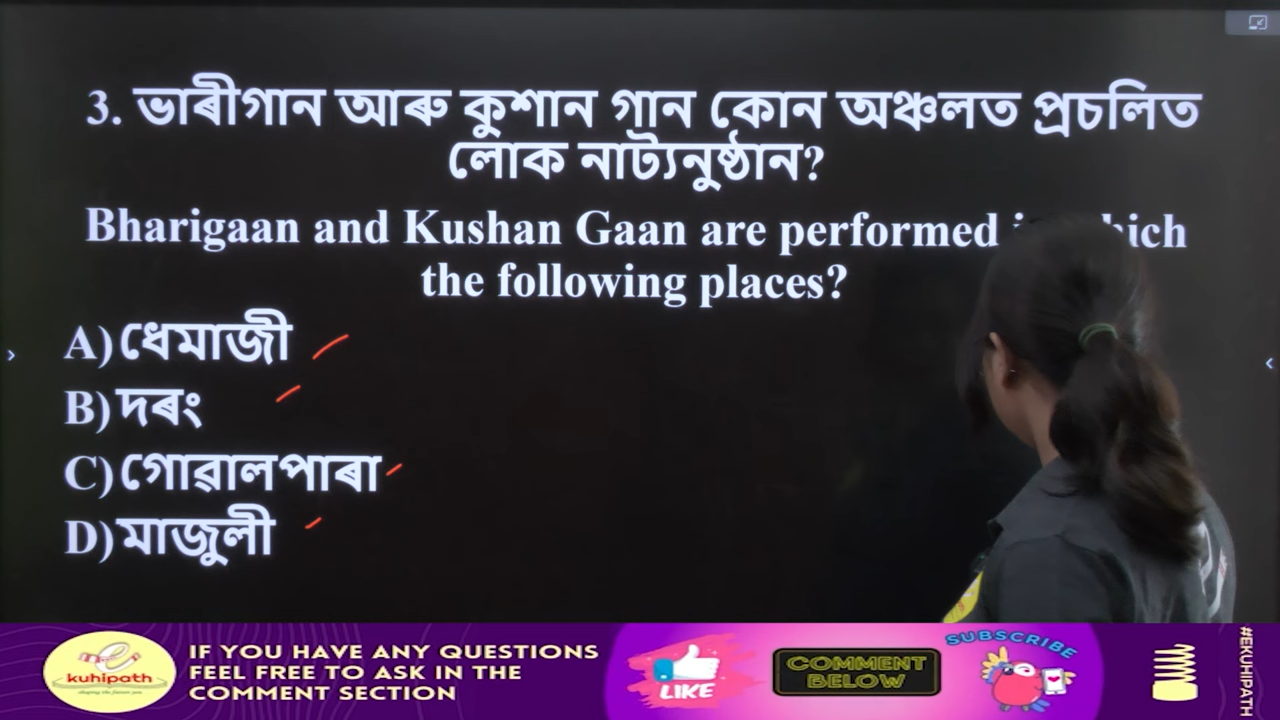 3. ভাৰীগান আৰু কুশান গান কোন অঞ্চলত প্ৰচলিত
লোক নাট্যনুষ্ঠান?
Bharigaan and Kushan Gaan are performed
the following places?
A)ধেমাজী
B)দৰং
C)গোৱালপাৰা
D)মাজুলী
kuhipath
IF YOU HAVE ANY QUESTIONS
FEEL FREE TO ASK IN THE
COMMENT SECTION
LIKE
COMMENT
BELOW
SUBSCRIBE
#EKUHIPATH